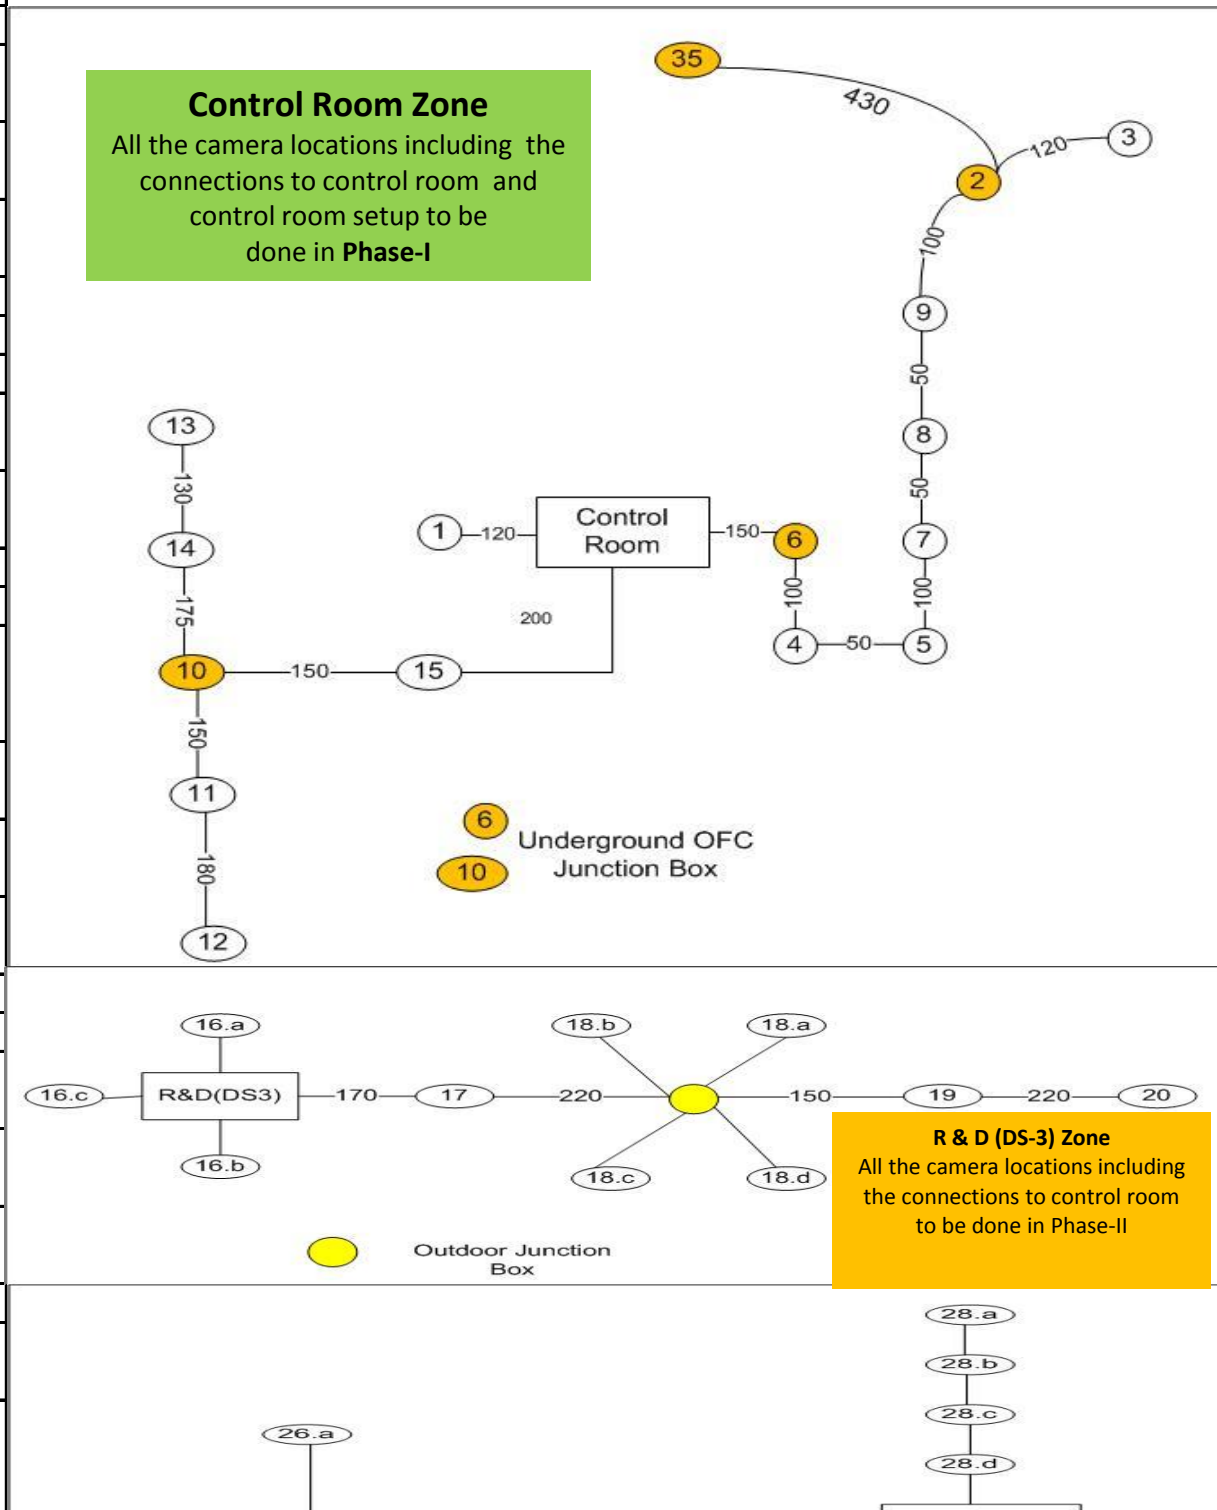 Control Room Zone
All the camera locations including the
connections to control room and
control room setup to be
done in Phase-I
35
430
3
120
2
100
9
50
8
50
7
100
5
50
4
100
6
150
Control
Room
120
1
200
15
150
10
175
14
130
13
150
11
180
12
6
10
Underground OFC
Junction Box
16.a
16.c
R&D(DS3)
16.b
170
17
220
18.b
18.a
18.c
18.d
150
19
220
20
R & D (DS-3) Zone
All the camera locations including
the connections to control room
to be done in Phase-II
Outdoor Junction
Box
28.a
28.b
28.c
28.d
26.a